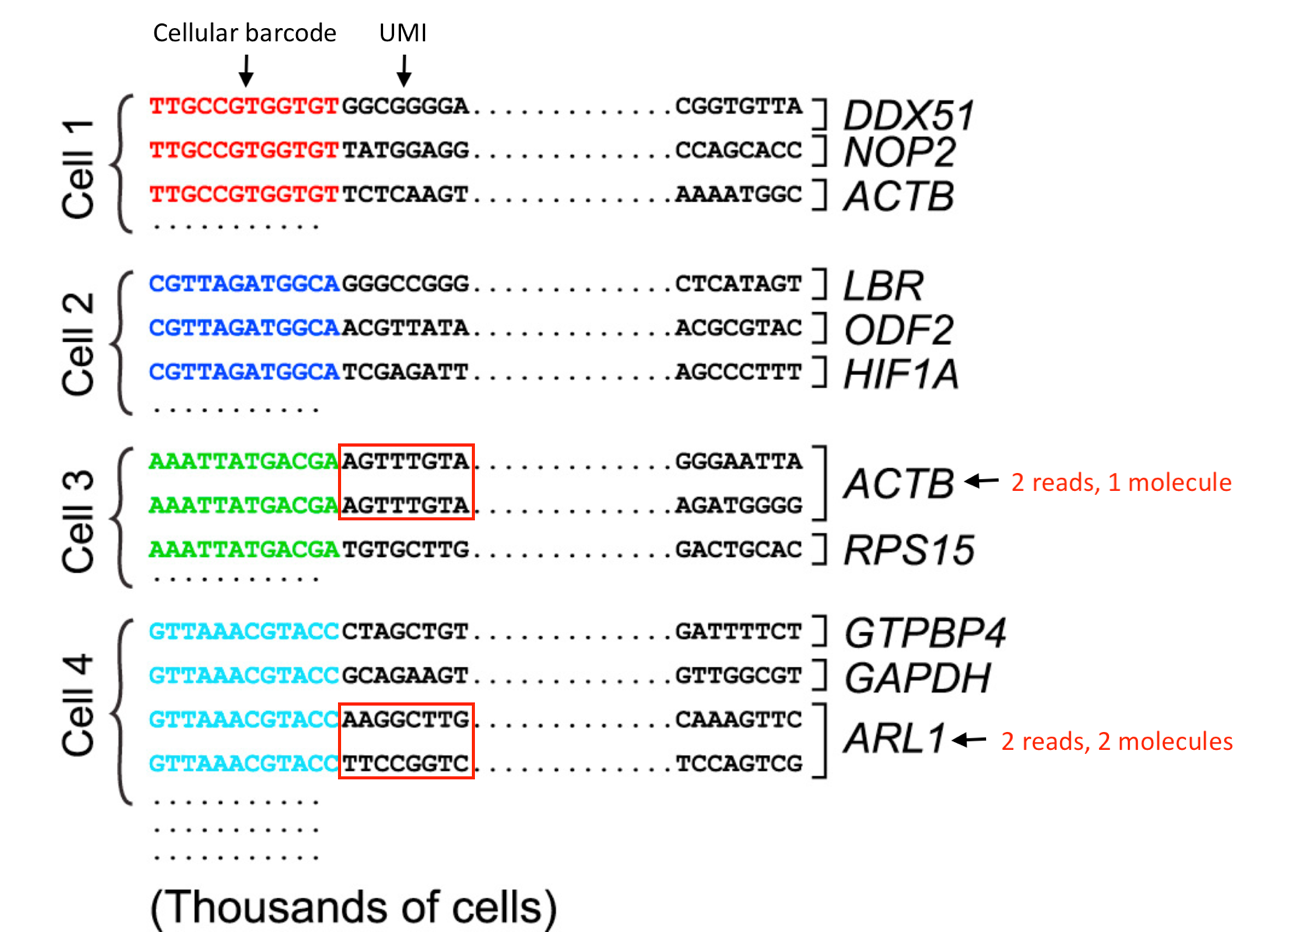 Cellular barcode UMI
Cell 1
TTGCCGTGGTGTGGCGGGGA.............CGGTGTTA DDX51
TTGCCGTGGTGTTATGGAGG.............CCAGCACC NOP2
TTGCCGTGGTGTTCTCAAGT.............AAAATGGC ACTB
...........
Cell 2
CGTTAGATGGCAGGGCCGGG.............CTCATAGT LBR
CGTTAGATGGCAACGTTATA.............ACGCGTAC ODF2
CGTTAGATGGCATCGAGATT.............AGCCCTTT HIF1A
...........
Cell 3
AAATTATGACGAAGTTTGTA.............GGGAATTA
ACTB 2 reads, 1 molecule
AAATTATGACGAAGTTTGTA.............AGATGGGG
AAATTATGACGATGTGCTTG.............GACTGCAC RPS15
...........
Cell 4
GTTAAACGTACCCTAGCTGT.............GATTTTCT GTPBP4
GTTAAACGTACCGCAGAAGT.............GTTGGCGT GAPDH
GTTAAACGTACCAAGGCTTG.............CAAAGTTC
ARL1 2 reads, 2 molecules
GTTAAACGTACCTTCCGGTC.............TCCAGTCG
...........
...........
...........
(Thousands of cells)